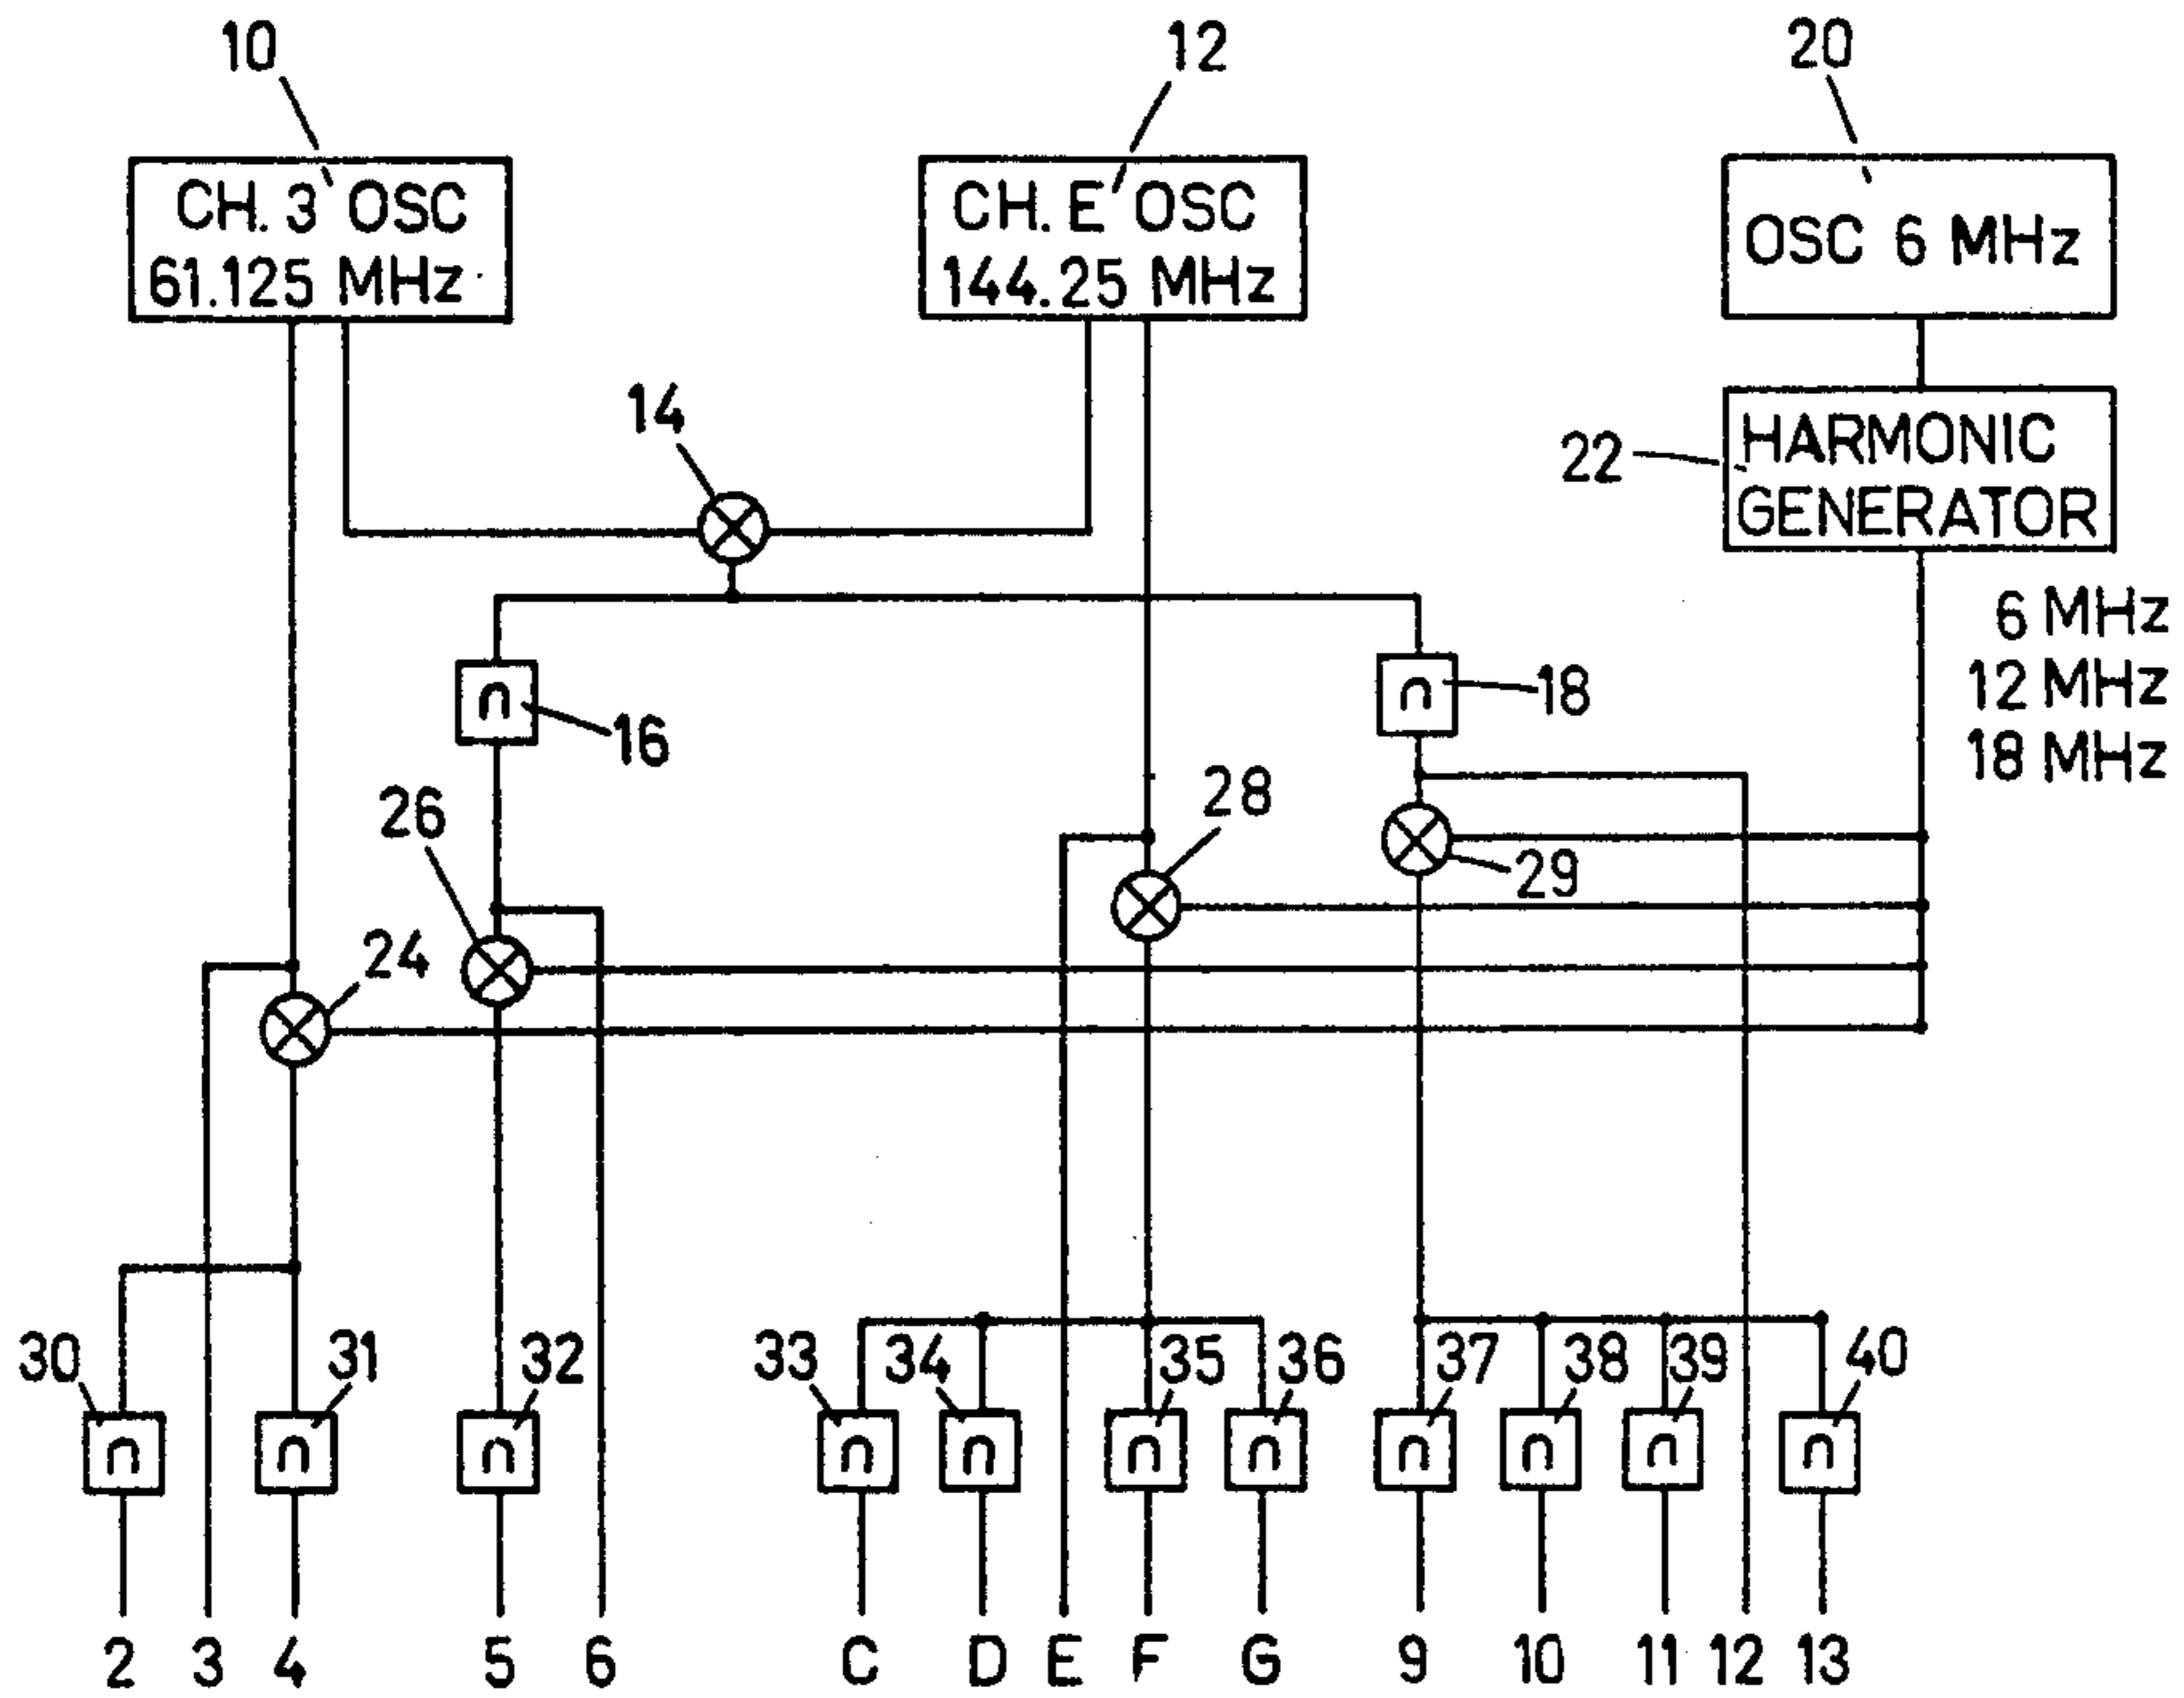 10
12
20
CH. 3 OSC
61.125 MHz
CH. E OSC
144.25 MHz
OSC 6 MHz
14
22
HARMONIC
GENERATOR
6 MHz
12 MHz
18 MHz
16
18
26
28
29
24
30
31
32
33
34
35
36
37
38
39
40
2 3 4 5 6 C D E F G 9 10 11 12 13